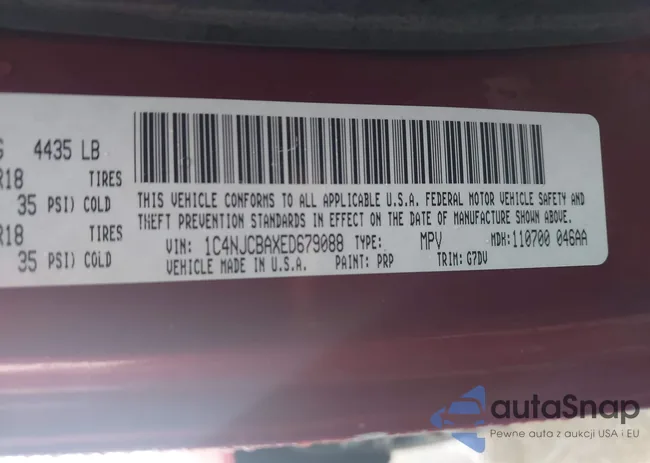 4435 LB
R18 TIRES
35 PSI) COLD
R18 TIRES
35 PSI) COLD
THIS VEHICLE CONFORMS TO ALL APPLICABLE U.S.A. FEDERAL MOTOR VEHICLE SAFETY AND
THEFT PREVENTION STANDARDS IN EFFECT ON THE DATE OF MANUFACTURE SHOWN ABOVE.
VIN: 1C4NJCBAXED679088 TYPE: MPV MDH: 110700 046AA
VEHICLE MADE IN U.S.A. PAINT: PRP TRIM: G7DV
autoSnap
Pewne auta z aukcji USA i EU